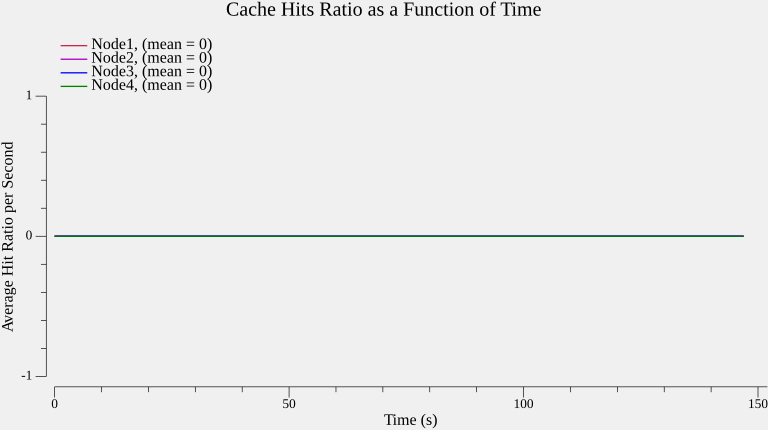 Cache Hits Ratio as a Function of Time
Node1, (mean = 0)
Node2, (mean = 0)
Node3, (mean = 0)
Node4, (mean = 0)
1
0
-1
Average Hit Ratio per Second
0 50 100 150
Time (s)